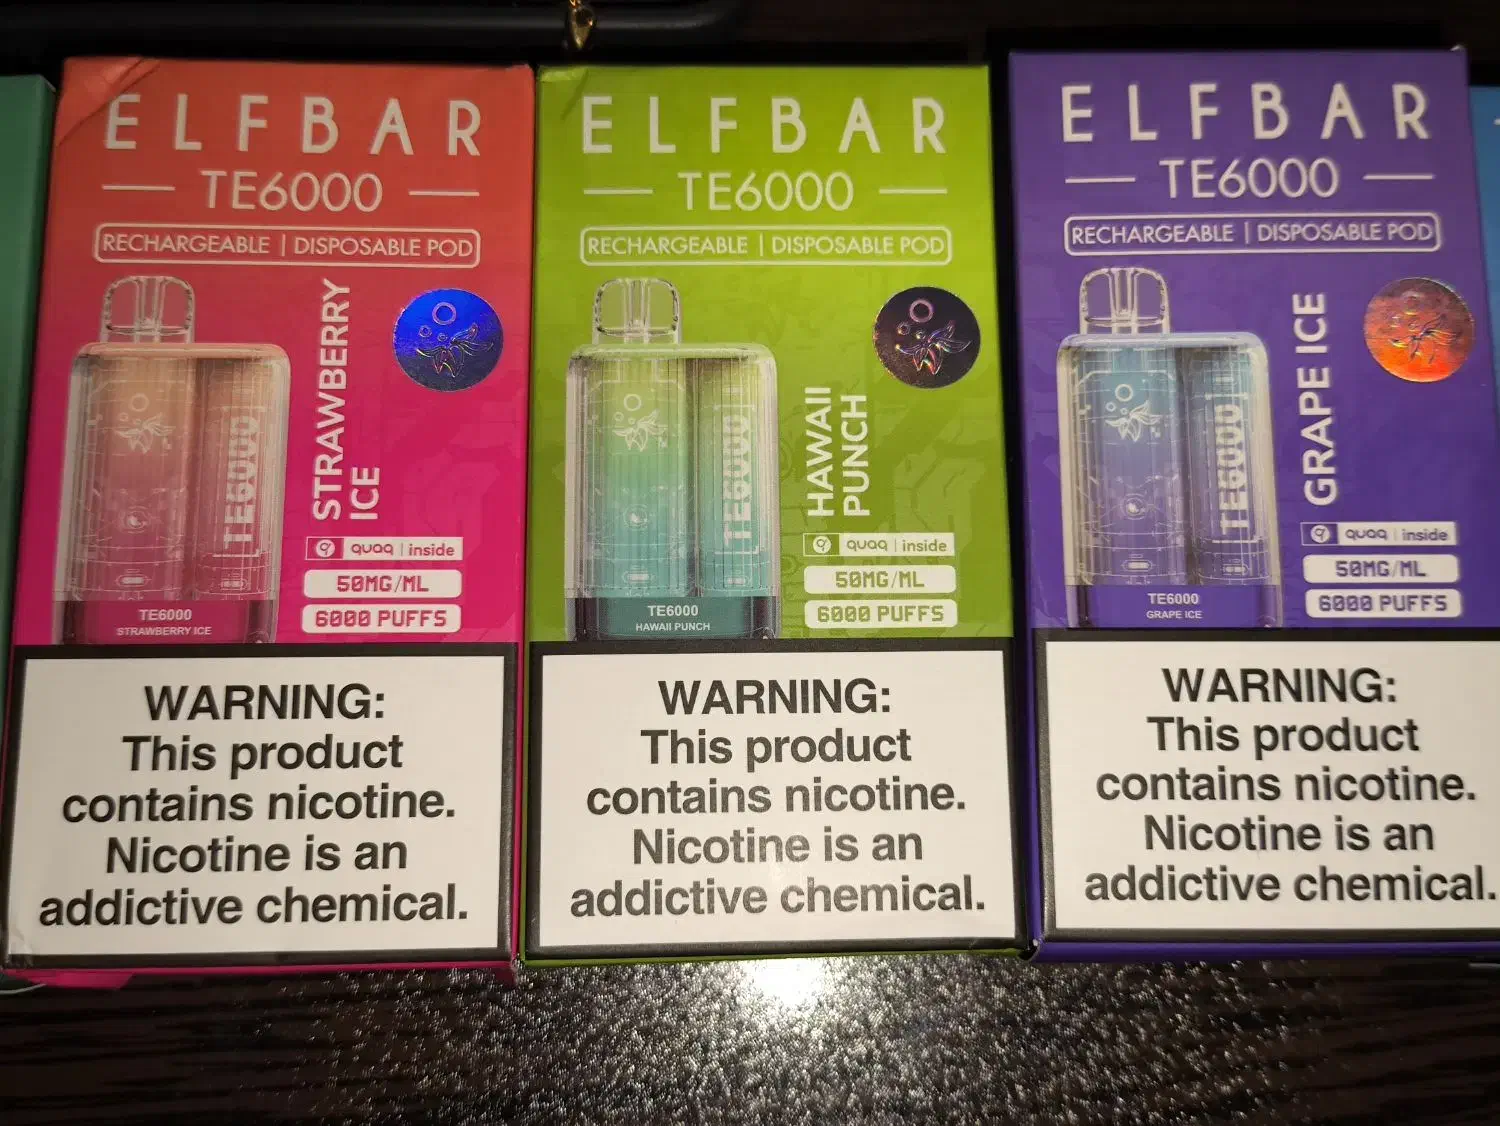 ELFBAR
TE6000
RECHARGEABLE | DISPOSABLE POD
STRAWBERRY
ICE
TE6000
quaq | inside
50MG/ML
6000 PUFFS
TE6000
STRAWBERRY ICE
WARNING:
This product
contains nicotine.
Nicotine is an
addictive chemical.
ELFBAR
TE6000
RECHARGEABLE | DISPOSABLE POD
HAWAII
PUNCH
TE6000
quaq | inside
50MG/ML
6000 PUFFS
TE6000
HAWAII PUNCH
WARNING:
This product
contains nicotine.
Nicotine is an
addictive chemical.
ELFBAR
TE6000
RECHARGEABLE | DISPOSABLE POD
GRAPE ICE
TE6000
quaq | inside
50MG/ML
6000 PUFFS
TE6000
GRAPE ICE
WARNING:
This product
contains nicotine.
Nicotine is an
addictive chemical.